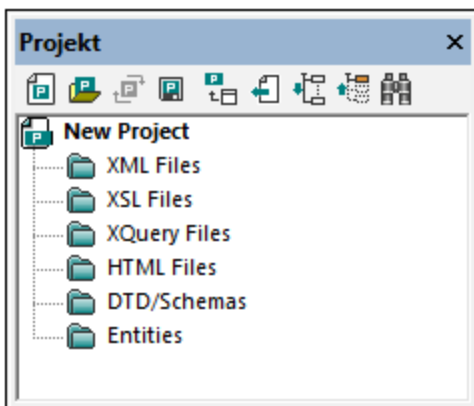 Projekt
New Project
XML Files
XSL Files
XQuery Files
HTML Files
DTD/Schemas
Entities